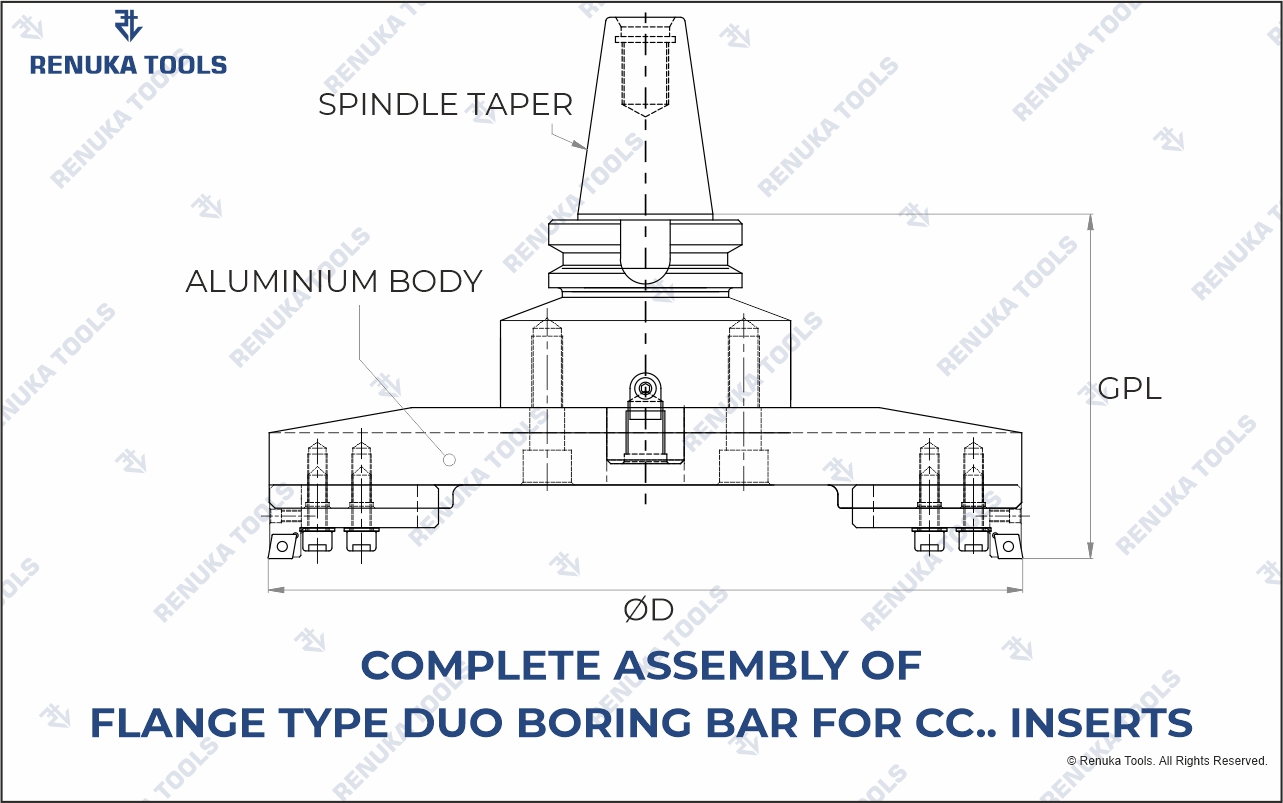 RENUKA TOOLS
SPINDLE TAPER
ALUMINIUM BODY
GPL
ØD
COMPLETE ASSEMBLY OF
FLANGE TYPE DUO BORING BAR FOR CC.. INSERTS
© Renuka Tools. All Rights Reserved.